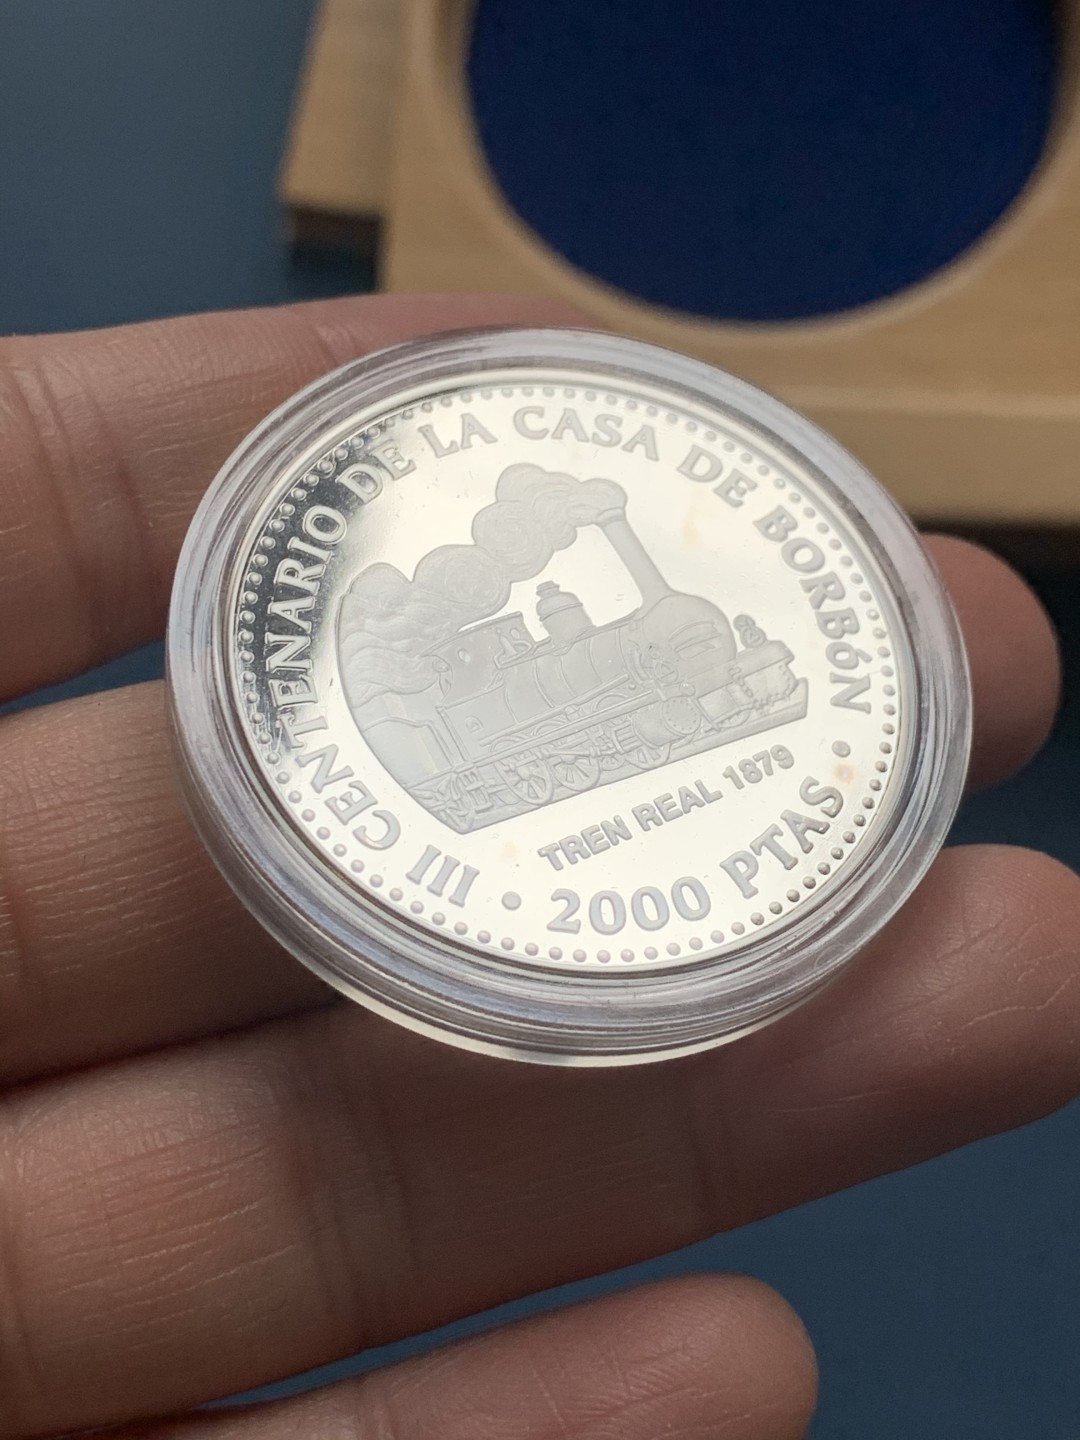 III CENTENARIO DE LA CASA DE BORBÓN
TREN REAL 1879
• 2000 PTAS •